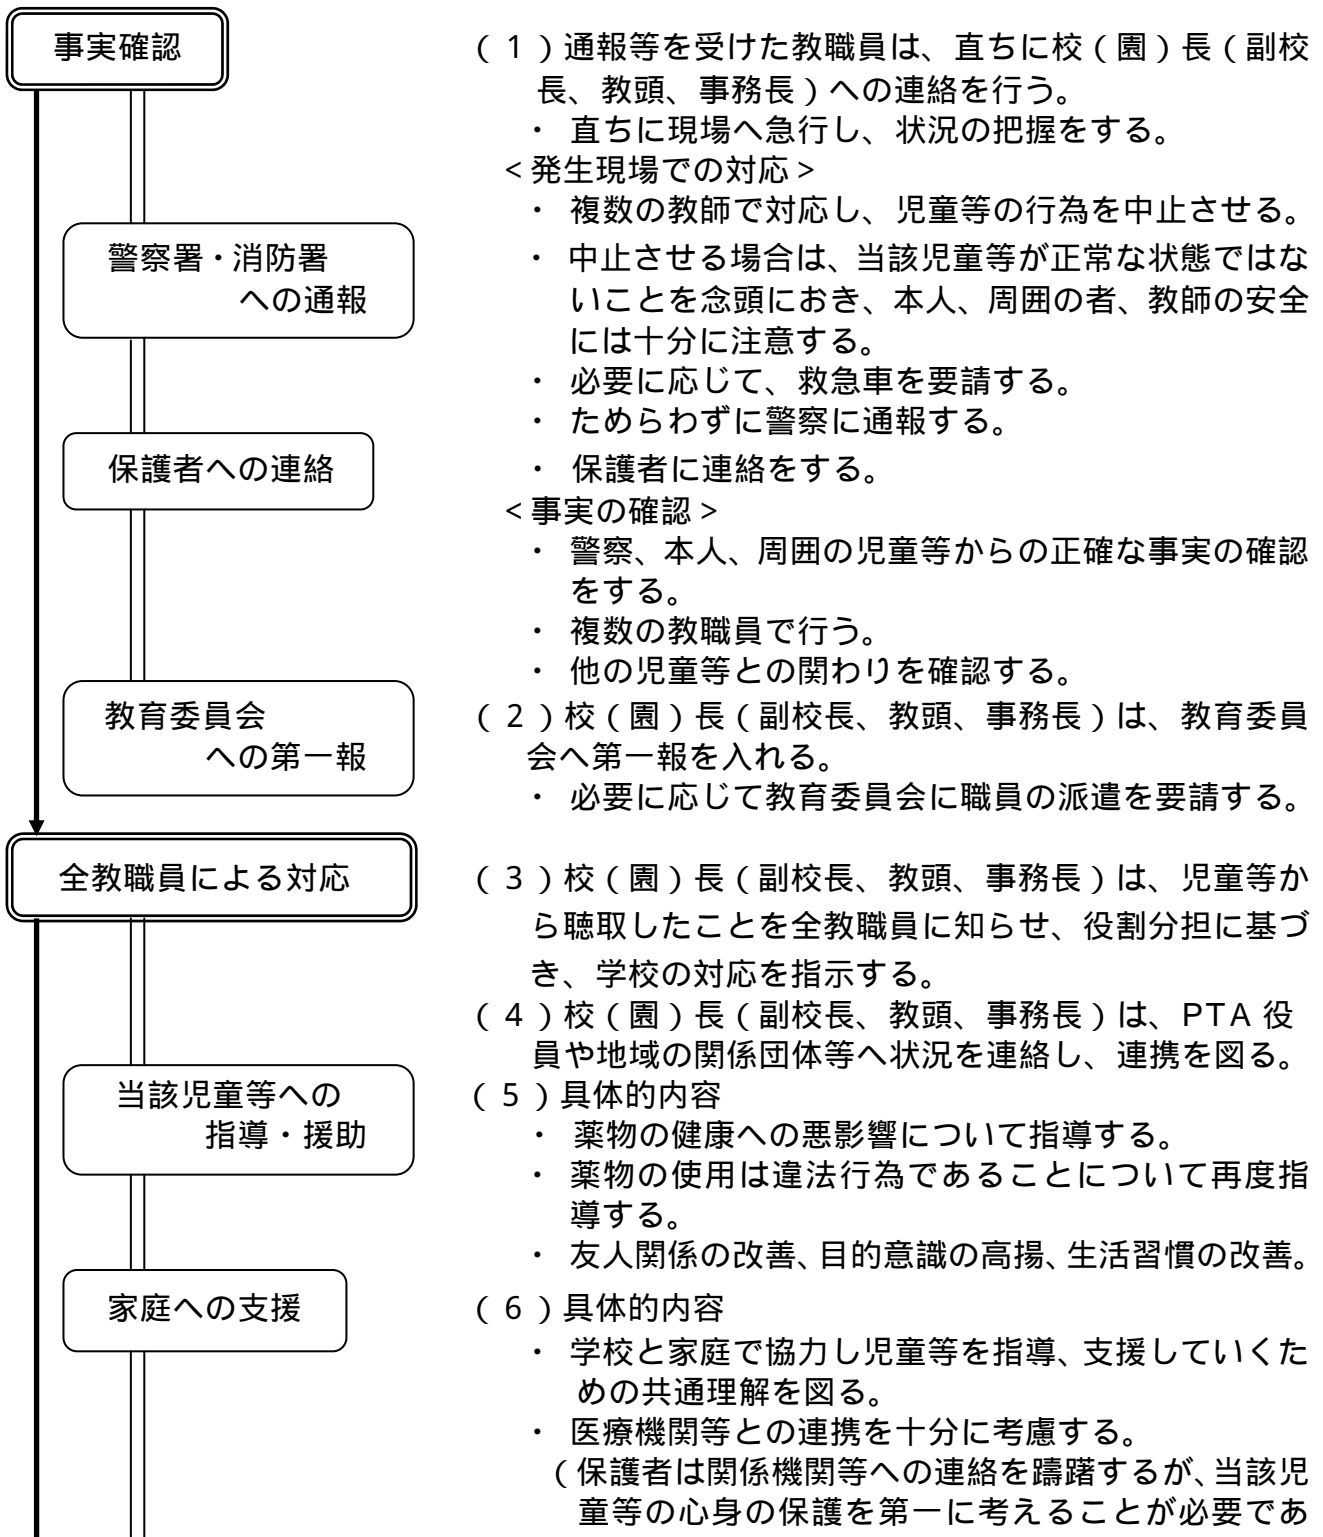 事実確認
(1)通報等を受けた教職員は、直ちに校(園)長(副校
長、教頭、事務長)への連絡を行う。
・ 直ちに現場へ急行し、状況の把握をする。
<発生現場での対応>
・ 複数の教師で対応し、児童等の行為を中止させる。
警察署・消防署
への通報
・ 中止させる場合は、当該児童等が正常な状態ではな
いことを念頭におき、本人、周囲の者、教師の安全
には十分に注意する。
・ 必要に応じて、救急車を要請する。
・ ためらわずに警察に通報する。
保護者への連絡
・ 保護者に連絡をする。
<事実の確認>
・ 警察、本人、周囲の児童等からの正確な事実の確認
をする。
・ 複数の教職員で行う。
・ 他の児童等との関わりを確認する。
教育委員会
への第一報
(2)校(園)長(副校長、教頭、事務長)は、教育委員
会へ第一報を入れる。
・ 必要に応じて教育委員会に職員の派遣を要請する。
全教職員による対応
(3)校(園)長(副校長、教頭、事務長)は、児童等か
ら聴取したことを全教職員に知らせ、役割分担に基づ
き、学校の対応を指示する。
(4)校(園)長(副校長、教頭、事務長)は、PTA 役
員や地域の関係団体等へ状況を連絡し、連携を図る。
当該児童等への
指導・援助
(5)具体的内容
・ 薬物の健康への悪影響について指導する。
・ 薬物の使用は違法行為であることについて再度指
導する。
・ 友人関係の改善、目的意識の高揚、生活習慣の改善。
家庭への支援
(6)具体的内容
・ 学校と家庭で協力し児童等を指導、支援していくた
めの共通理解を図る。
・ 医療機関等との連携を十分に考慮する。
(保護者は関係機関等への連絡を躊躇するが、当該児
童等の心身の保護を第一に考えることが必要であ